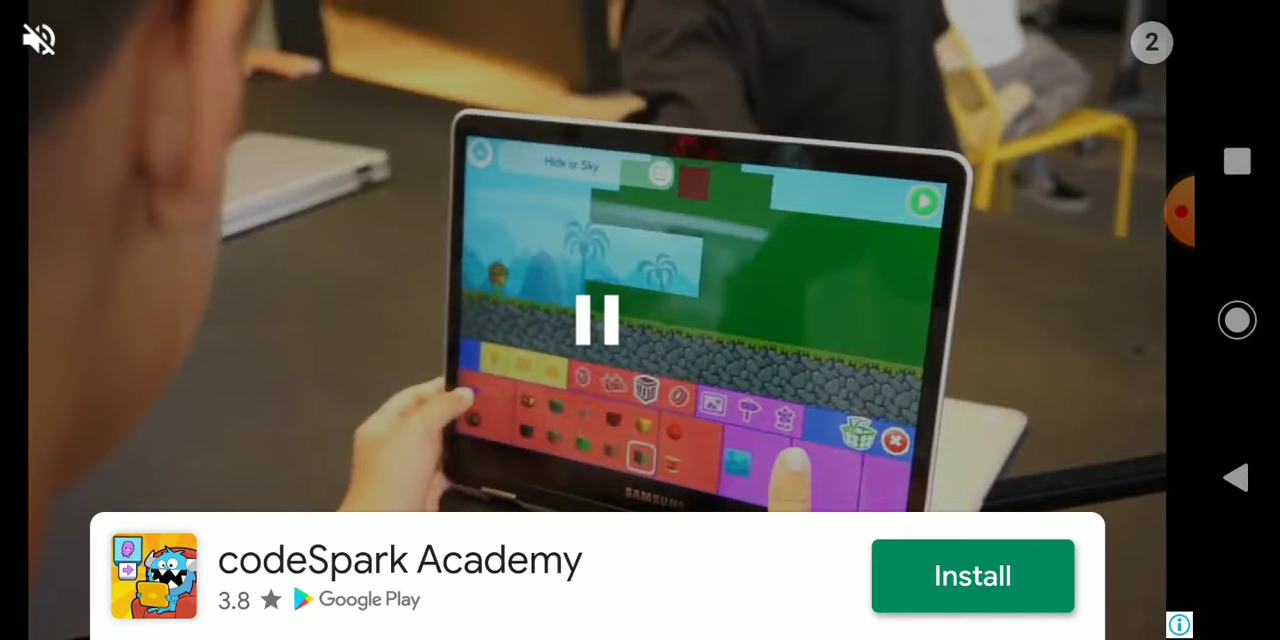 2
Hide or Sky
SAMSUNG
codeSpark Academy
3.8 ★ Google Play
Install